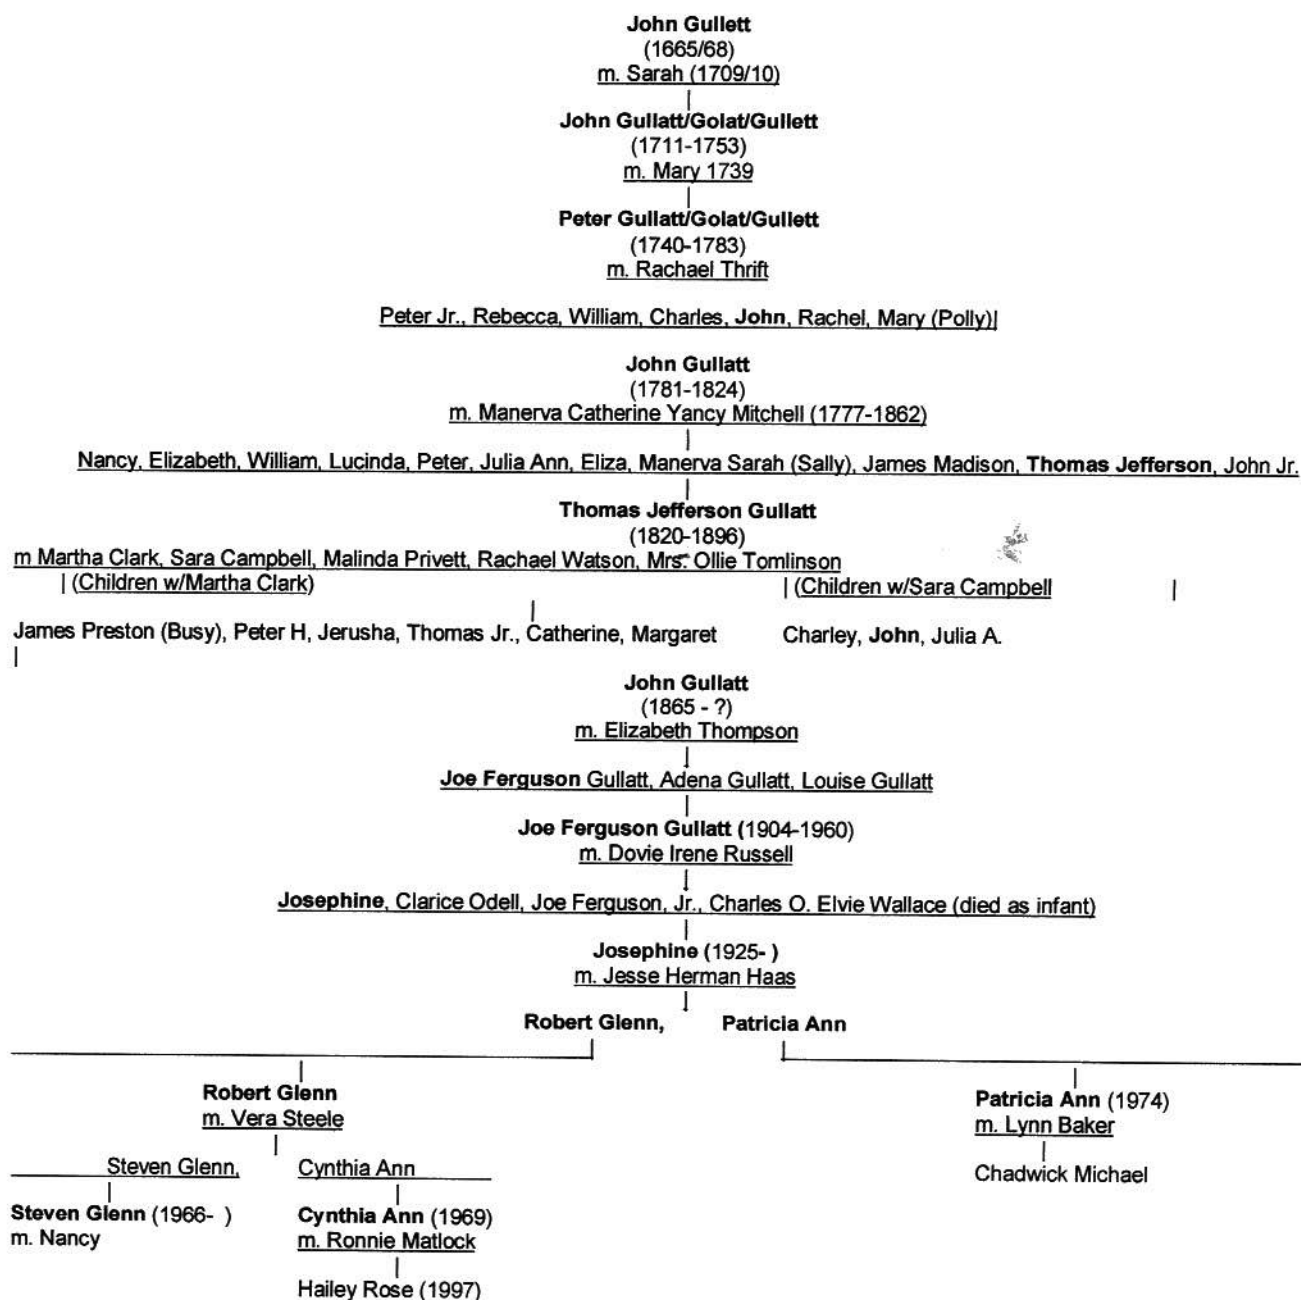 John Gullett
(1665/68)
m. Sarah (1709/10)
John Gullatt/Golat/Gullett
(1711-1753)
m. Mary 1739
Peter Gullatt/Golat/Gullett
(1740-1783)
m. Rachael Thrift
Peter Jr., Rebecca, William, Charles, John, Rachel, Mary (Polly)
John Gullatt
(1781-1824)
m. Manerva Catherine Yancy Mitchell (1777-1862)
Nancy, Elizabeth, William, Lucinda, Peter, Julia Ann, Eliza, Manerva Sarah (Sally), James Madison, Thomas Jefferson, John Jr.
Thomas Jefferson Gullatt
(1820-1896)
m Martha Clark, Sara Campbell, Malinda Privett, Rachael Watson, Mrs. Ollie Tomlinson
(Children w/Martha Clark) (Children w/Sara Campbell
James Preston (Busy), Peter H, Jerusha, Thomas Jr., Catherine, Margaret Charley, John, Julia A.
John Gullatt
(1865 - ?)
m. Elizabeth Thompson
Joe Ferguson Gullatt, Adena Gullatt, Louise Gullatt
Joe Ferguson Gullatt (1904-1960)
m. Dovie Irene Russell
Josephine, Clarice Odell, Joe Ferguson, Jr., Charles O. Elvie Wallace (died as infant)
Josephine (1925- )
m. Jesse Herman Haas
Robert Glenn, Patricia Ann
Robert Glenn
m. Vera Steele
Patricia Ann (1974)
m. Lynn Baker
Chadwick Michael
Steven Glenn, Cynthia Ann
Steven Glenn (1966- )
m. Nancy
Cynthia Ann (1969)
m. Ronnie Matlock
Hailey Rose (1997)